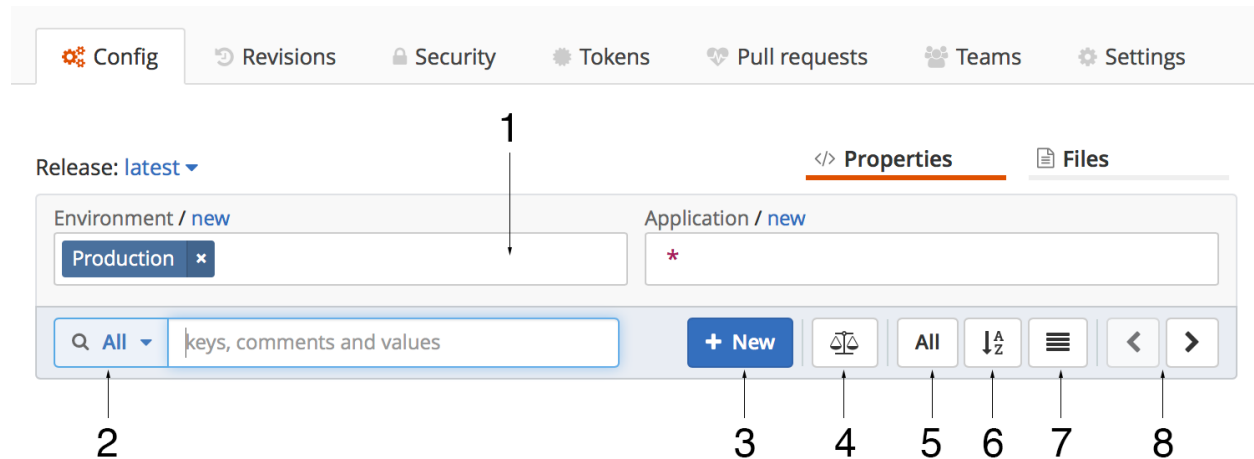 Config Revisions Security Tokens Pull requests Teams Settings
1
Release: latest
</> Properties Files
Environment / new Application / new
Production × *
All keys, comments and values + New All A Z
2 3 4 5 6 7 8